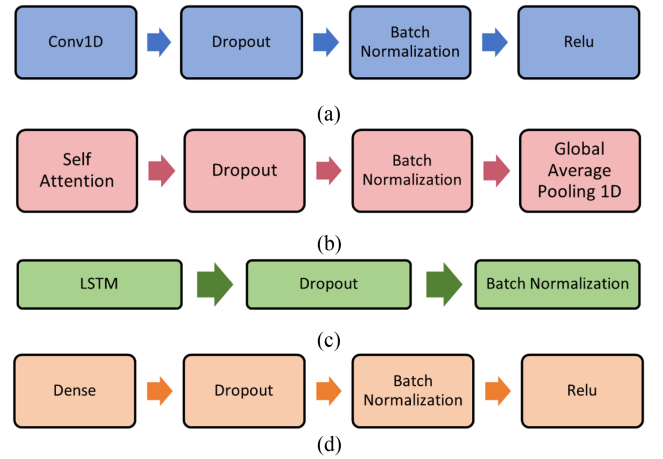 Conv1D
Dropout
Batch
Normalization
Relu
(a)
Self
Attention
Dropout
Batch
Normalization
Global
Average
Pooling 1D
(b)
LSTM
Dropout
Batch Normalization
(c)
Dense
Dropout
Batch
Normalization
Relu
(d)